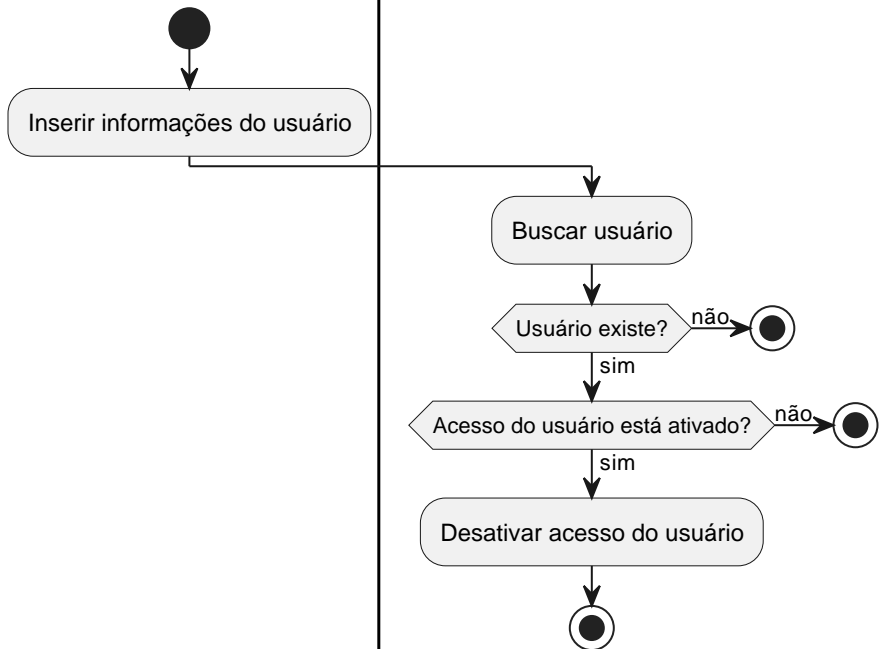 Inserir informações do usuário
Buscar usuário
Usuário existe?
não
sim
Acesso do usuário está ativado?
não
sim
Desativar acesso do usuário